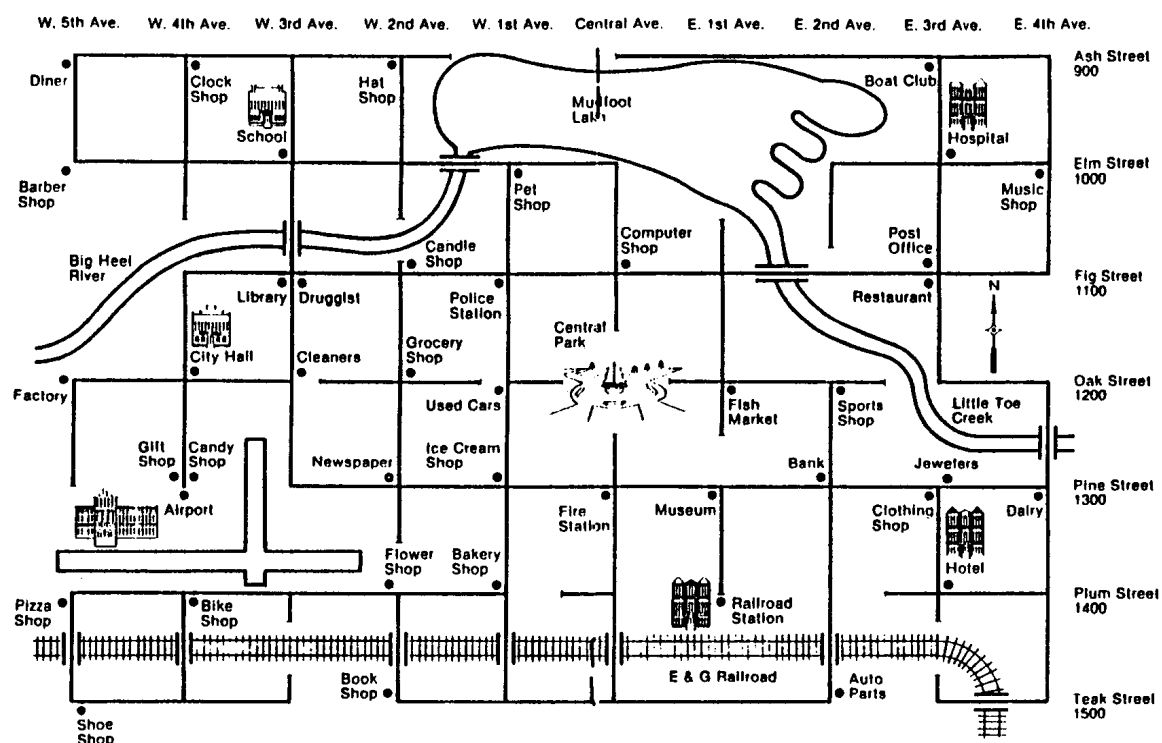 W. 5th Ave. W. 4th Ave. W. 3rd Ave. W. 2nd Ave. W. 1st Ave. Central Ave. E. 1st Ave. E. 2nd Ave. E. 3rd Ave. E. 4th Ave.
Ash Street
900
Diner
Clock
Shop
School
Hat
Shop
Mudfoot
Lake
Boat Club
Hospital
Elm Street
1000
Barber
Shop
Pet
Shop
Music
Shop
Big Heel
River
Candle
Shop
Computer
Shop
Post
Office
Fig Street
1100
Library
Druggist
Police
Station
Restaurant
N
City Hall
Cleaners
Grocery
Shop
Central
Park
Oak Street
1200
Factory
Used Cars
Fish
Market
Sports
Shop
Little Toe
Creek
Gift
Shop
Candy
Shop
Newspaper
Ice Cream
Shop
Bank
Jewelers
Pine Street
1300
Airport
Fire
Station
Museum
Clothing
Shop
Dairy
Flower
Shop
Bakery
Shop
Hotel
Plum Street
1400
Pizza
Shop
Bike
Shop
Railroad
Station
Book
Shop
E & G Railroad
Auto
Parts
Teak Street
1500
Shoe
Shop